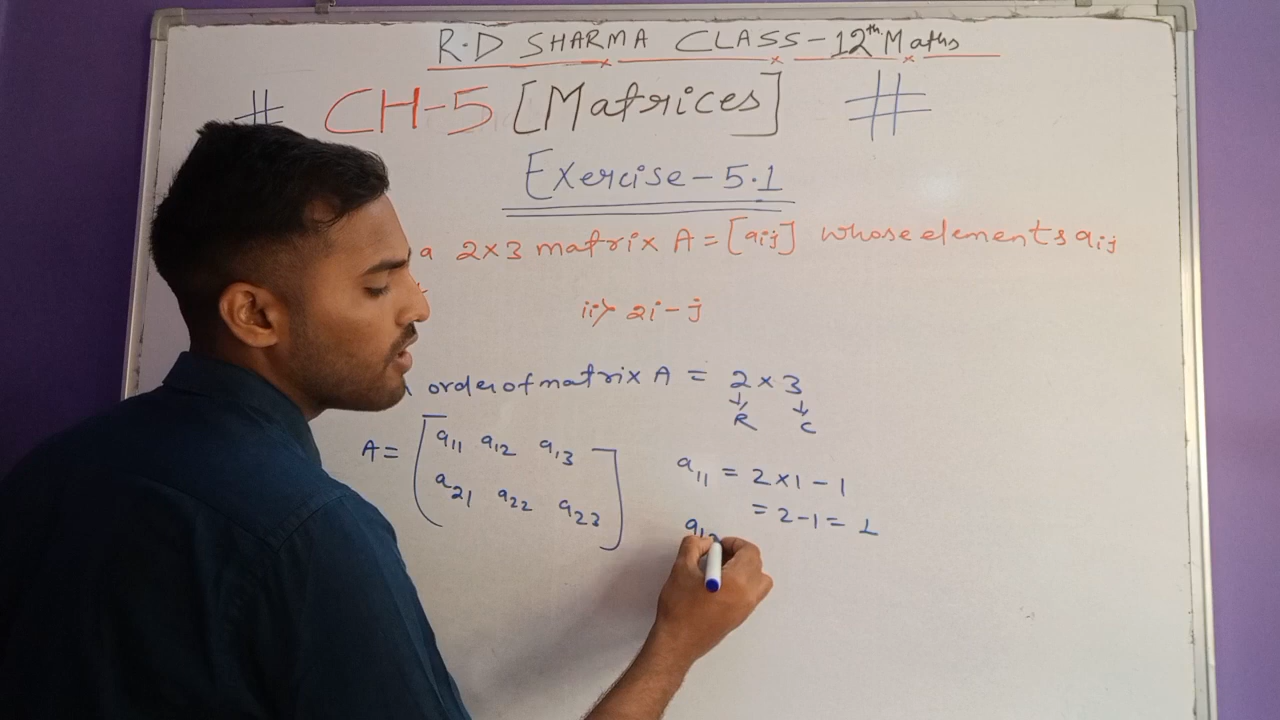 R.D SHARMA CLASS-12th Maths
# CH-5 [Matrices] #
Exercise-5.1
a 2×3 matrix A=[aij] whose elements aij
ii> 2i-j
order of matrix A = 2×3
R C
A = [a11 a12 a13
a21 a22 a23]
a11 = 2×1-1
= 2-1 = 1
a12